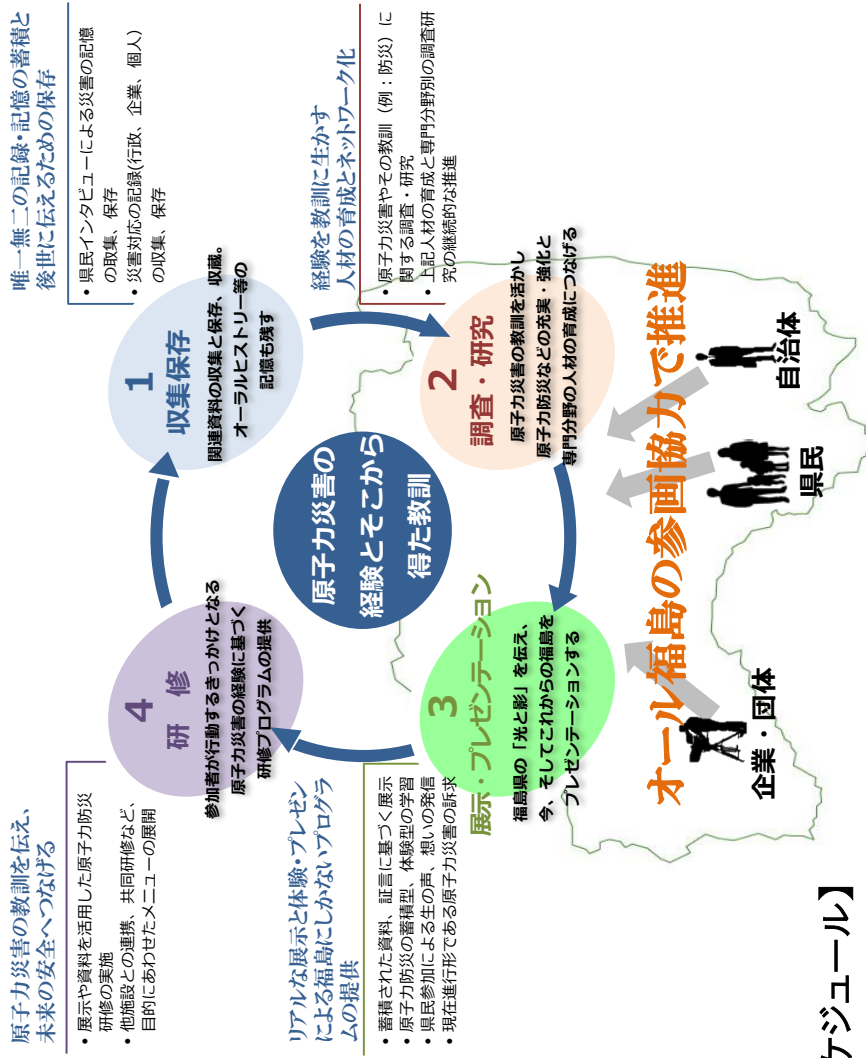 原子力災害の教訓を伝え、
未来の安全へつなげる
• 展示や資料を活用した原子力防災
研修の実施
• 他施設との連携、共同研修など、
目的にあわせたメニューの展開
唯一無二の記録・記憶の蓄積と
後世に伝えるための保存
• 県民インタビューによる災害の記憶
の取集、保存
• 災害対応の記録(行政、企業、個人)
の収集、保存
4
研　修
参加者が行動するきっかけとなる
原子力災害の経験に基づく
研修プログラムの提供
1
収集保存
関連資料の収集と保存、収蔵。
オーラルヒストリー等の
記憶も残す
原子力災害の
経験とそこから
得た教訓
リアルな展示と体験・プレゼン
による福島にしかないプログラ
ムの提供
• 蓄積された資料、証言に基づく展示
• 原子力防災の蓄積型、体験型の学習
• 県民参加による生の声、想いの発信
• 現在進行形である原子力災害の訴求
経験を教訓に生かす
人材の育成とネットワーク化
• 原子力災害やその教訓（例：防災）に
関する調査・研究
• 上記人材の育成と専門分野別の調査研
究の継続的な推進
3
展示・プレゼンテーション
福島県の「光と影」を伝え、
今、そしてこれからの福島を
プレゼンテーションする
2
調査・研究
原子力災害の教訓を活かし
原子力防災などの充実・強化と
専門分野の人材の育成につなげる
オール福島の参画協力で推進
企業・団体
県民
自治体
ケジュール】